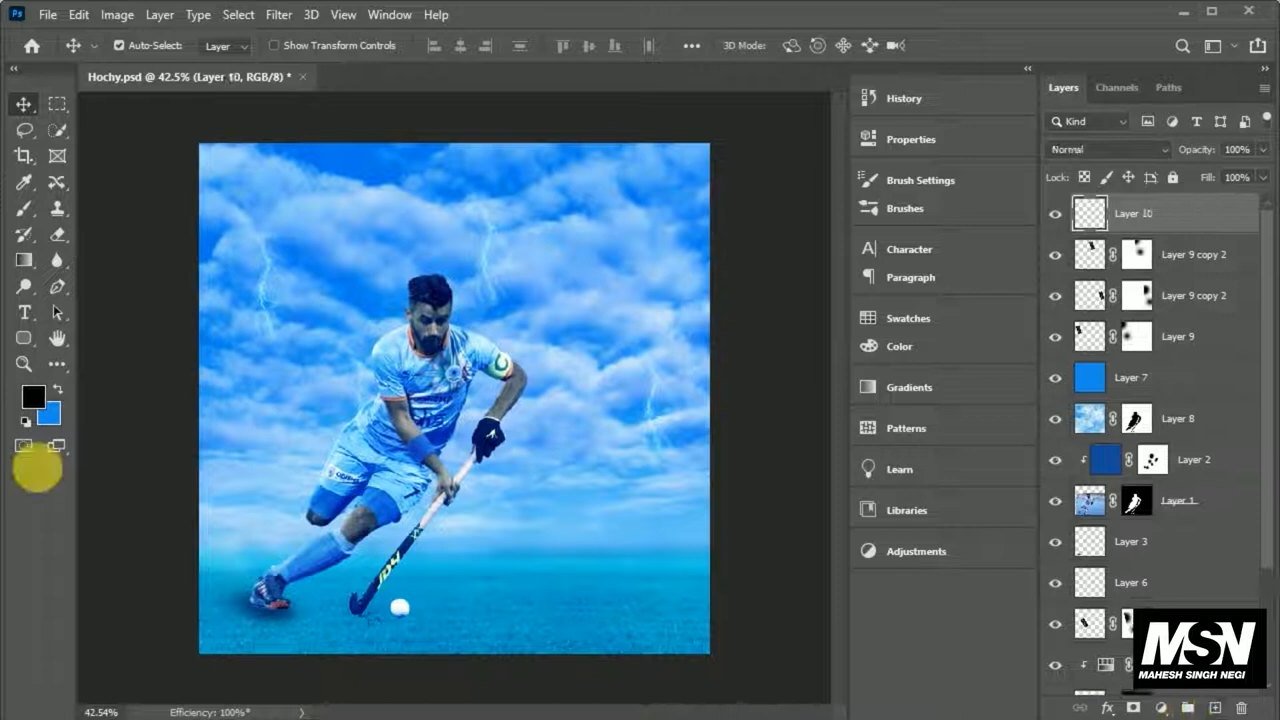 Ps File Edit Image Layer Type Select Filter 3D View Window Help
Auto-Select: Layer Show Transform Controls 3D Mode:
Hochy.psd @ 42.5% (Layer 10, RGB/8) *
History
Properties
Brush Settings
Brushes
Character
Paragraph
Swatches
Color
Gradients
Patterns
Learn
Libraries
Adjustments
Layers Channels Paths
Kind
Normal Opacity: 100%
Lock: Fill: 100%
Layer 10
Layer 9 copy 2
Layer 9 copy 2
Layer 9
Layer 7
Layer 8
Layer 2
Layer 1
Layer 3
Layer 6
MSN
MAHESH SINGH NEGI
42.54% Efficiency: 100%*